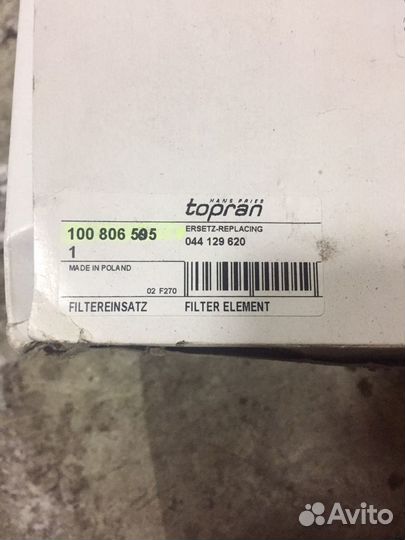 HANS PRIES
topran
100 806 595
ERSETZ-REPLACING
1
044 129 620
MADE IN POLAND
02 F270
FILTEREINSATZ
FILTER ELEMENT
Avito